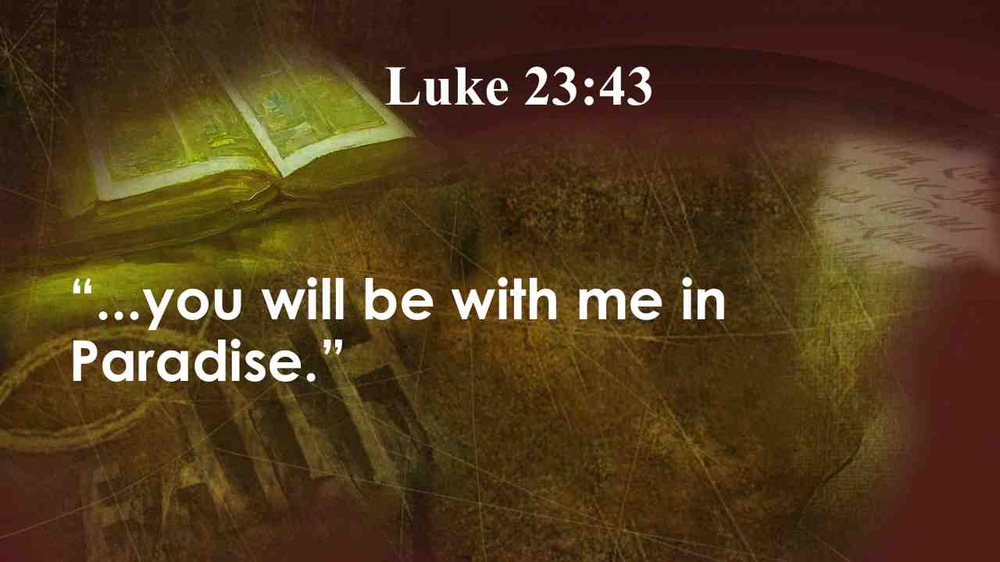 Luke 23:43
“...you will be with me in
Paradise.”